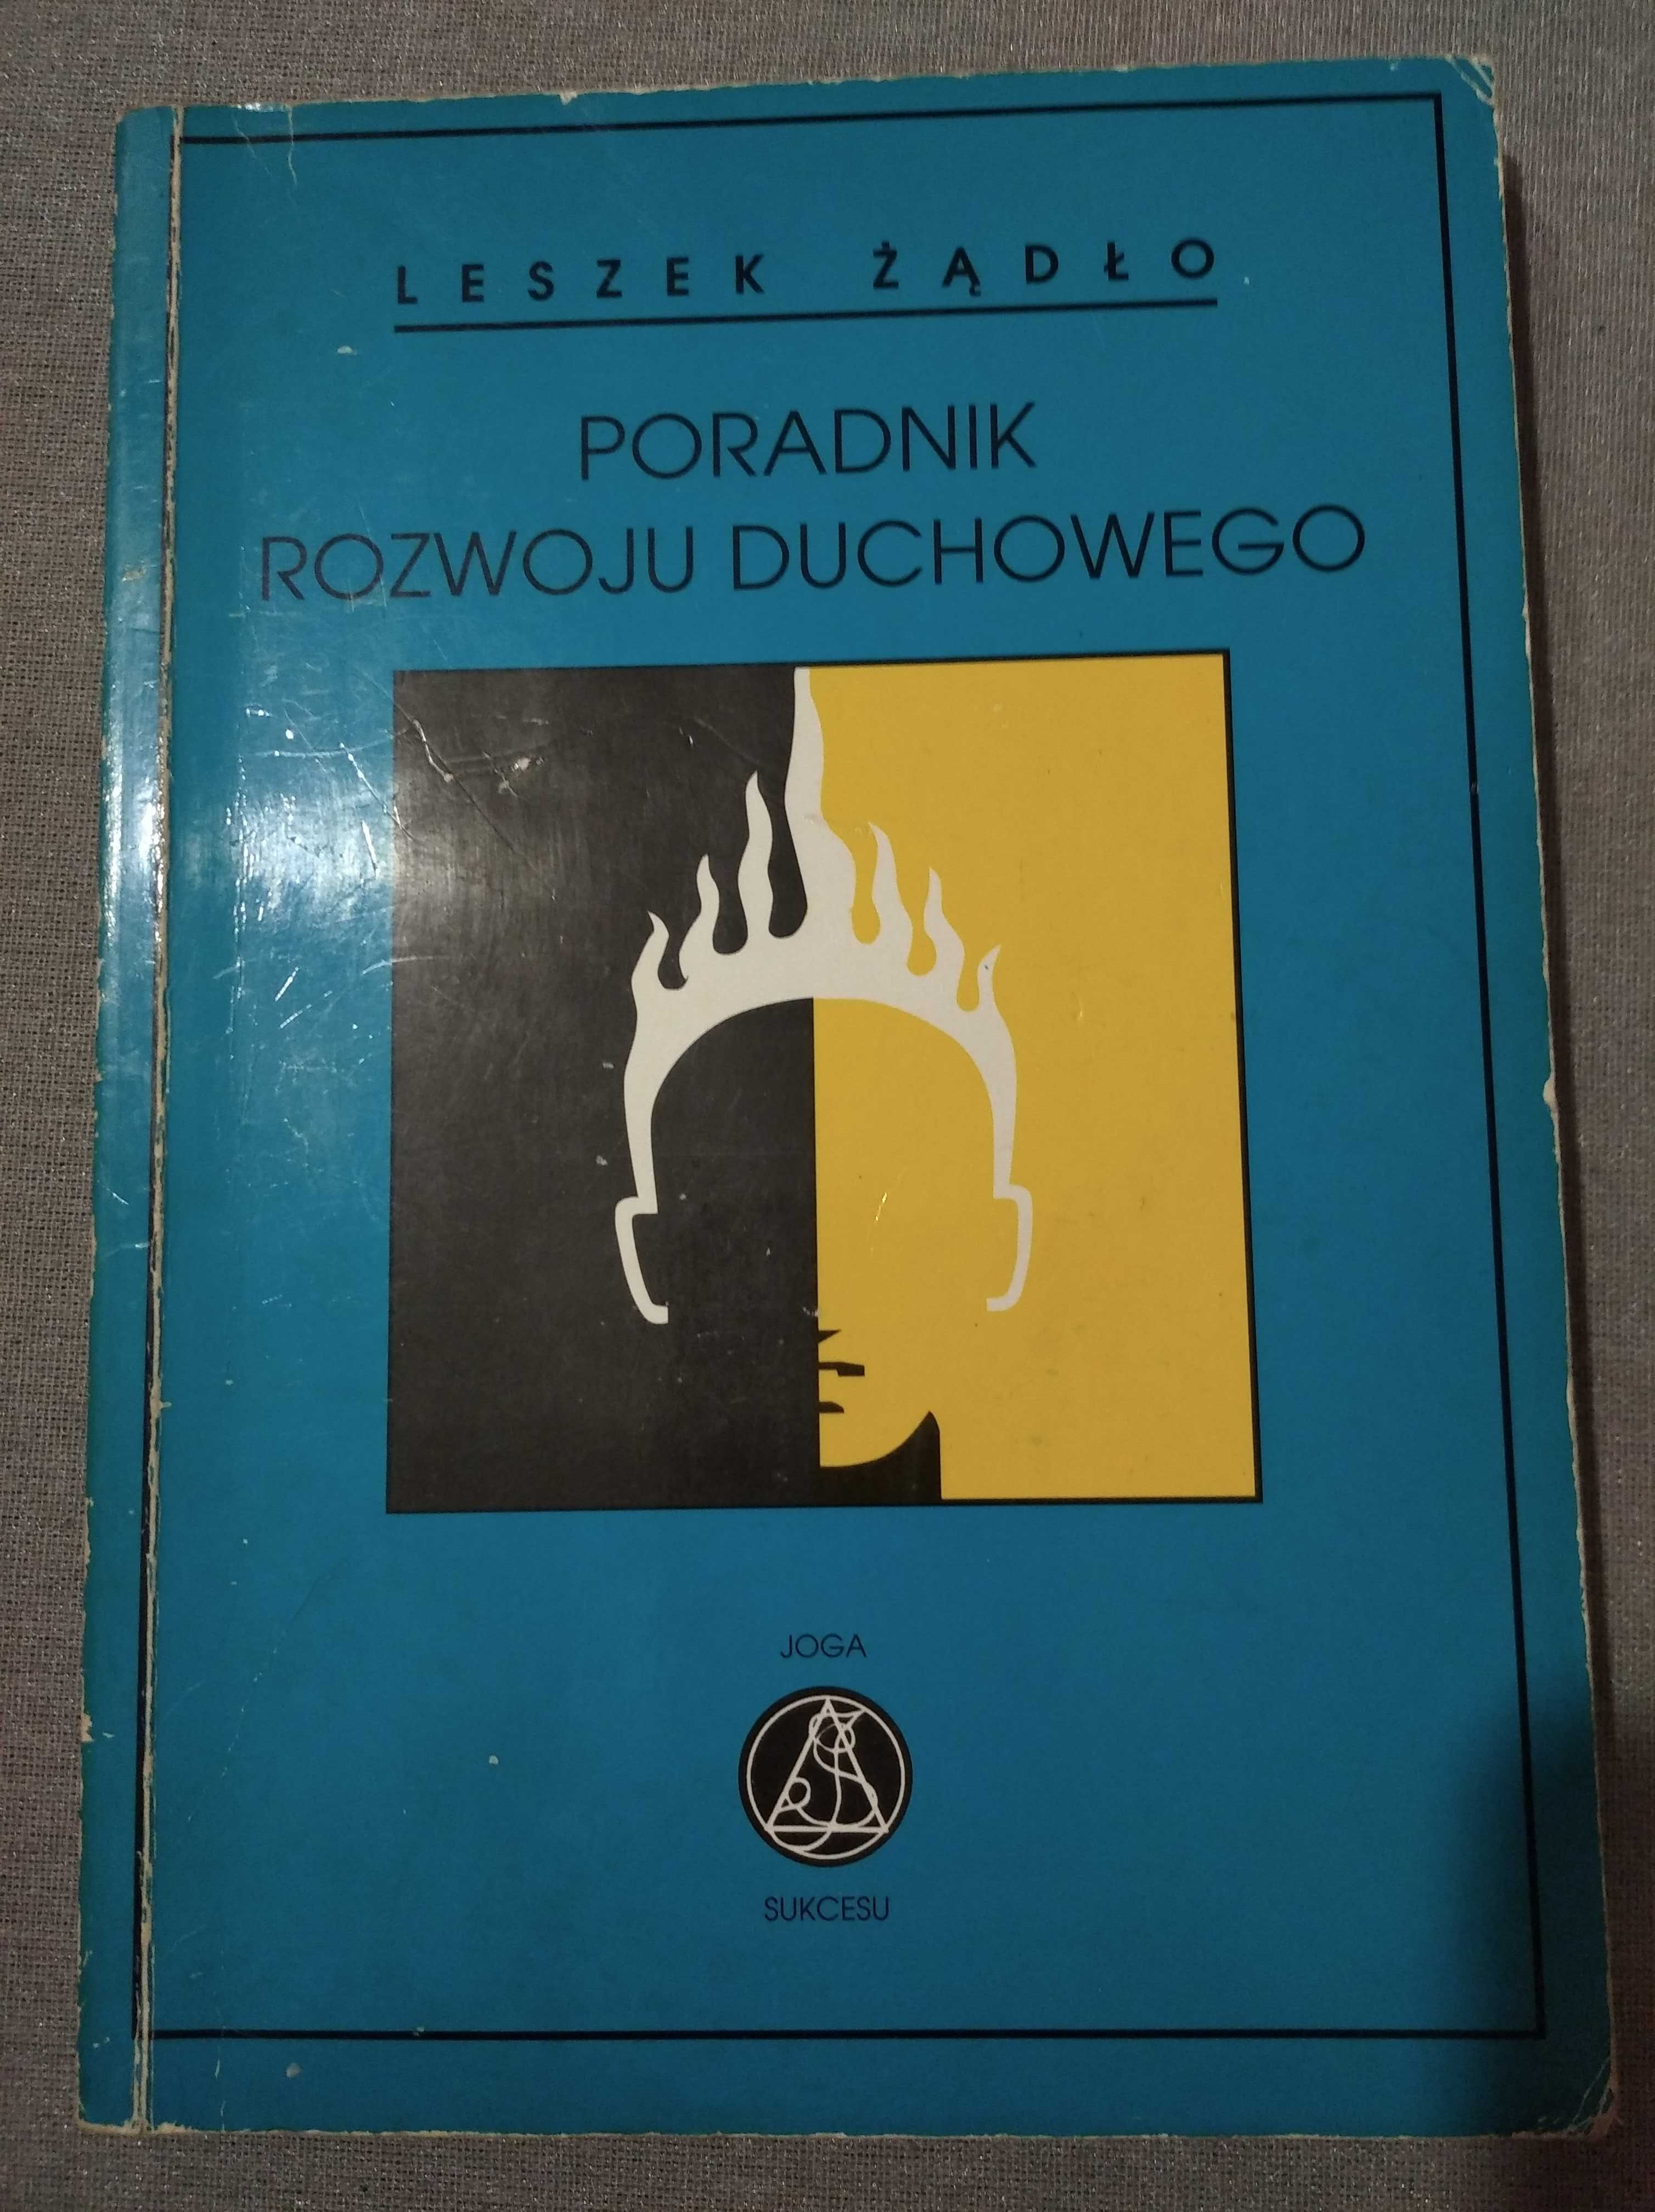 LESZEK ŻĄDŁO
PORADNIK
ROZWOJU DUCHOWEGO
JOGA
SUKCESU